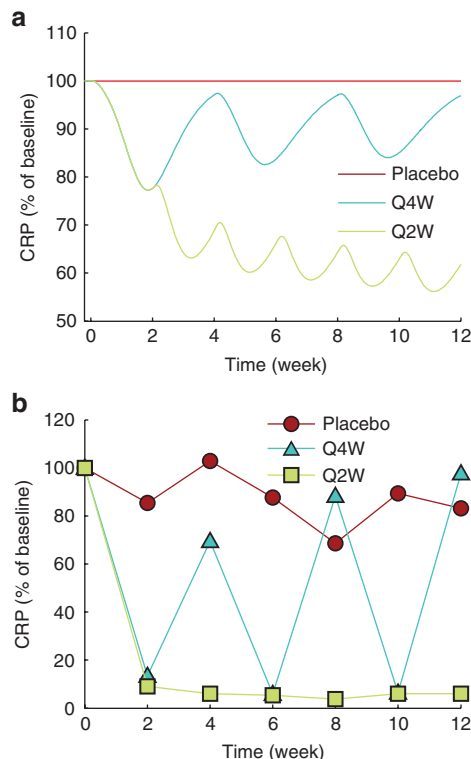 a
110
100
90
80
70
60
50
CRP (% of baseline)
Placebo
Q4W
Q2W
0 2 4 6 8 10 12
Time (week)
b
120
100
80
60
40
20
0
CRP (% of baseline)
Placebo
Q4W
Q2W
0 2 4 6 8 10 12
Time (week)